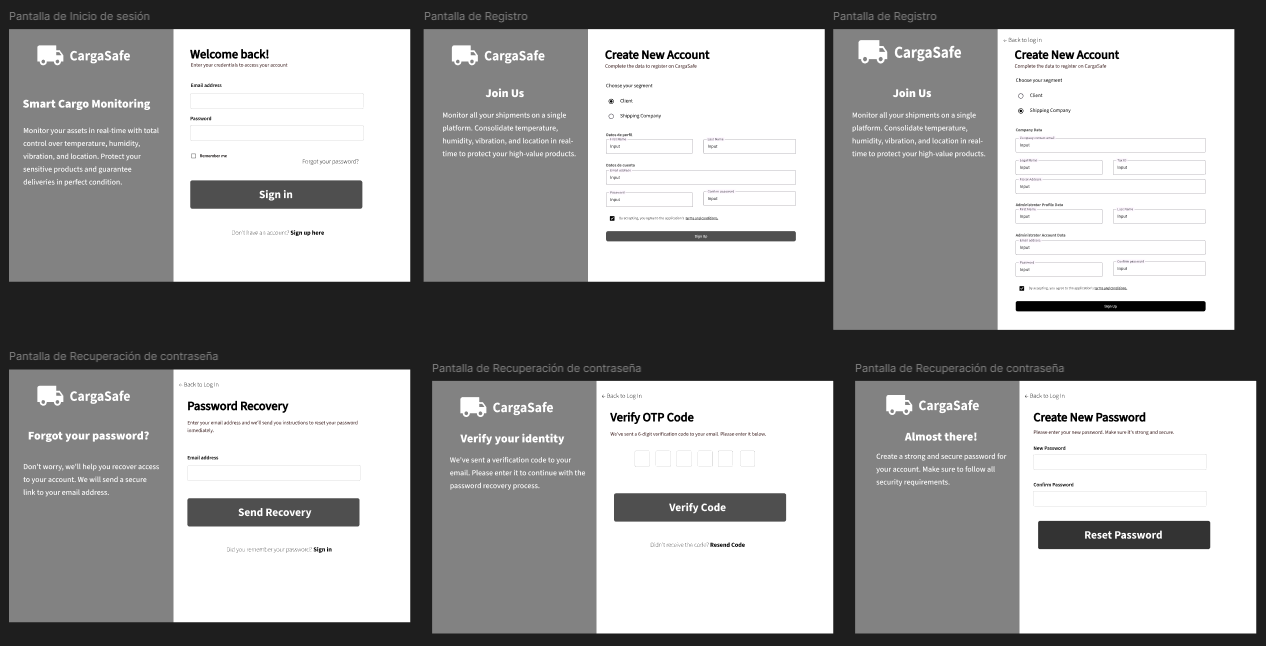 Pantalla de Inicio de sesión
CargaSafe
Smart Cargo Monitoring
Monitor your assets in real-time with total
control over temperature, humidity,
vibration, and location. Protect your
sensitive products and guarantee
deliveries in perfect condition.
Welcome back!
Enter your credentials to access your account
Email address
Password
Remember me
Forgot your password?
Sign in
Don't have an account? Sign up here
Pantalla de Registro
CargaSafe
Join Us
Monitor all your shipments on a single
platform. Consolidate temperature,
humidity, vibration, and location in real-
time to protect your high-value products.
Create New Account
Complete the data to register on CargaSafe
Choose your segment
Client
Shipping Company
Datos de perfil
First Name
Input
Last Name
Input
Datos de cuenta
Email address
Input
Password
Input
Confirm password
Input
By accepting, you agree to the application's terms and conditions.
Sign Up
Pantalla de Registro
CargaSafe
Join Us
Monitor all your shipments on a single
platform. Consolidate temperature,
humidity, vibration, and location in real-
time to protect your high-value products.
← Back to log in
Create New Account
Complete the data to register on CargaSafe
Choose your segment
Client
Shipping Company
Company Data
Input
Legal Name
Input
Input
Input
Administrator Profile Data
First Name
Input
Last Name
Input
Administrator Account Data
Email address
Input
Password
Input
Confirm password
Input
By accepting, you agree to the application's terms and conditions.
Sign Up
Pantalla de Recuperación de contraseña
CargaSafe
Forgot your password?
Don't worry, we'll help you recover access
to your account. We will send a secure
link to your email address.
← Back to Log In
Password Recovery
Enter your email address and we'll send you instructions to reset your password
immediately.
Email address
Send Recovery
Did you remember your password? Sign in
Pantalla de Recuperación de contraseña
CargaSafe
Verify your identity
We've sent a verification code to your
email. Please enter it to continue with the
password recovery process.
← Back to Log In
Verify OTP Code
We've sent a 6-digit verification code to your email. Please enter it below.
Verify Code
Didn't receive the code? Resend Code
Pantalla de Recuperación de contraseña
CargaSafe
Almost there!
Create a strong and secure password for
your account. Make sure to follow all
security requirements.
← Back to Log In
Create New Password
Please enter your new password. Make sure it's strong and secure.
New Password
Confirm Password
Reset Password